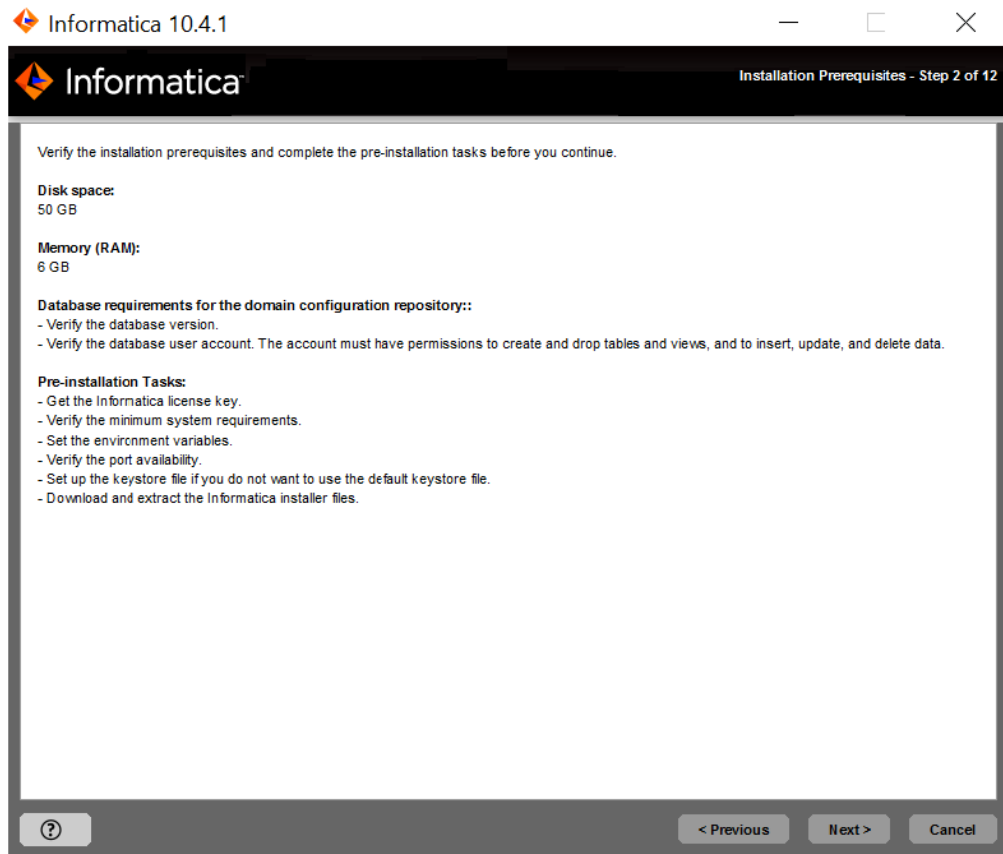 Informatica 10.4.1
Informatica
Installation Prerequisites - Step 2 of 12
Verify the installation prerequisites and complete the pre-installation tasks before you continue.
Disk space:
50 GB
Memory (RAM):
6 GB
Database requirements for the domain configuration repository::
- Verify the database version.
- Verify the database user account. The account must have permissions to create and drop tables and views, and to insert, update, and delete data.
Pre-installation Tasks:
- Get the Informatica license key.
- Verify the minimum system requirements.
- Set the environment variables.
- Verify the port availability.
- Set up the keystore file if you do not want to use the default keystore file.
- Download and extract the Informatica installer files.
?
< Previous
Next >
Cancel